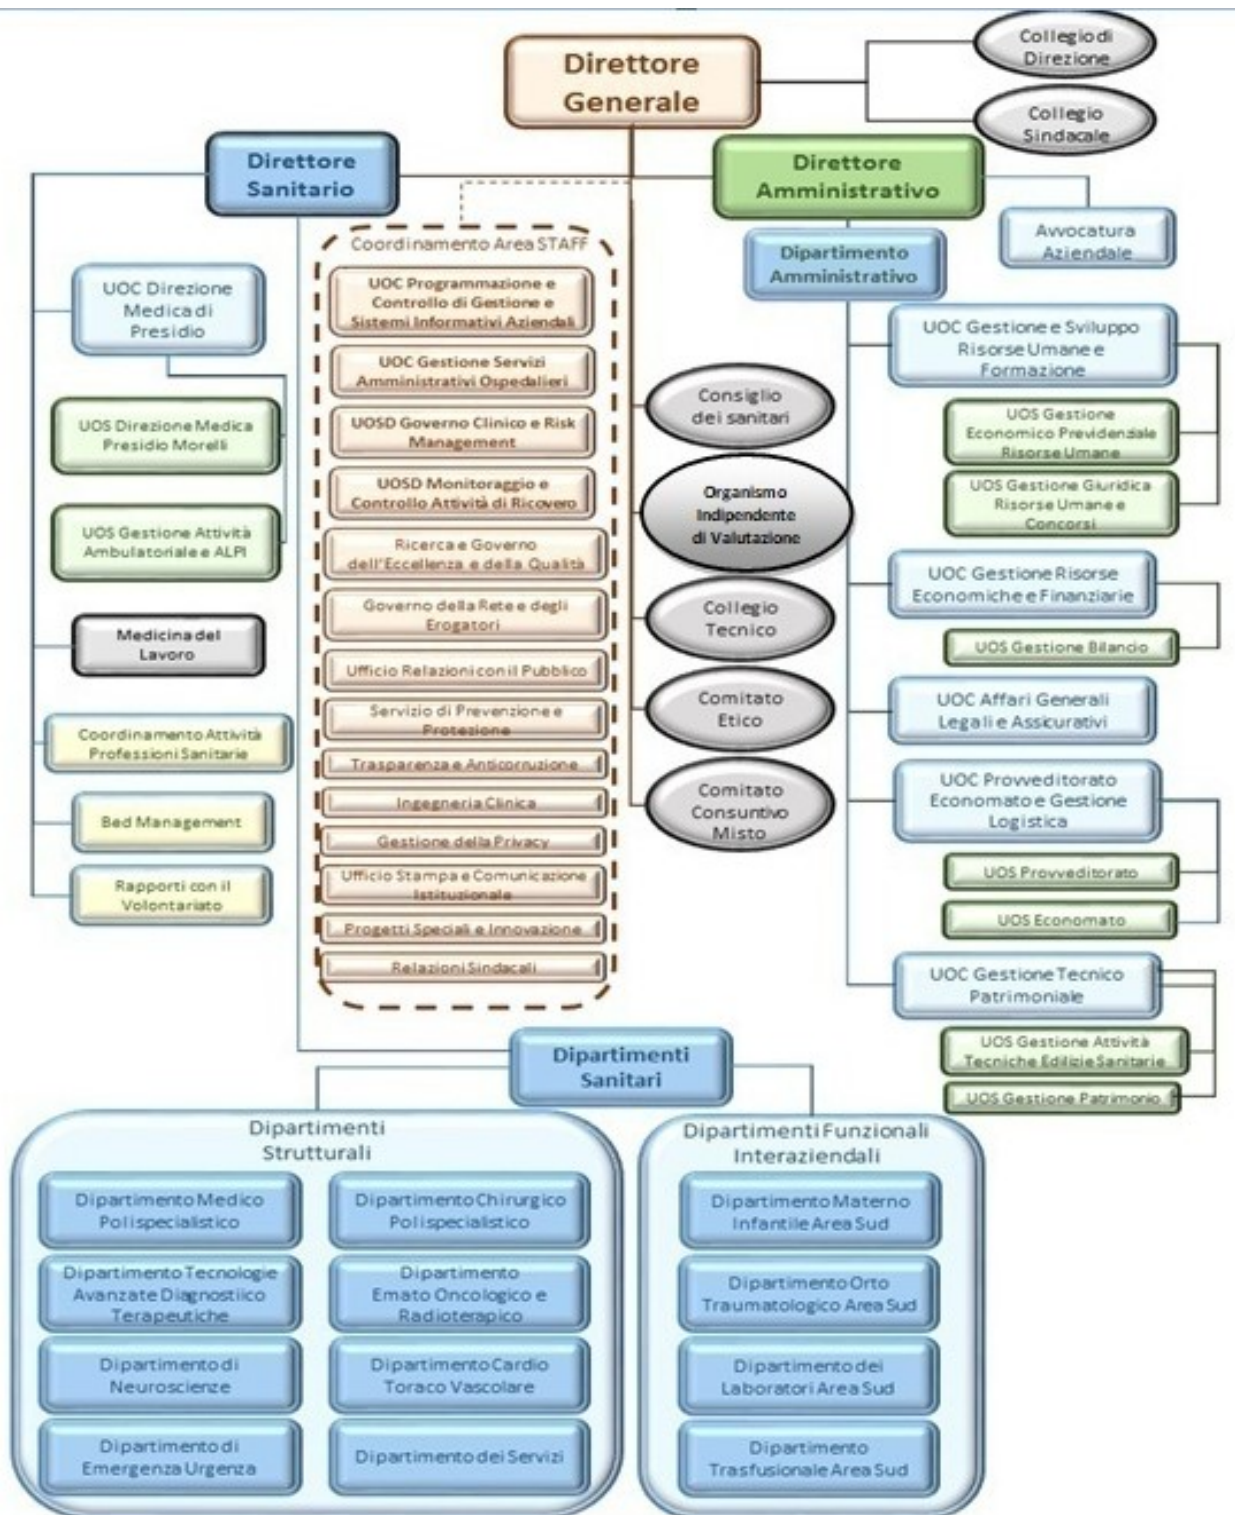 Direttore
Generale
Collegio di
Direzione
Collegio
Sindacale
Direttore
Sanitario
Direttore
Amministrativo
Avvocatura
Aziendale
Dipartimento
Amministrativo
UOC Direzione
Medica di
Presidio
UOS Direzione Medica
Presidio Morelli
UOS Gestione Attività
Ambulatoriale e ALPI
Medicina del
Lavoro
Coordinamento Attività
Professioni Sanitarie
Bed Management
Rapporti con il
Volontariato
Coordinamento Area STAFF
UOC Programmazione e
Controllo di Gestione e
Sistemi Informativi Aziendali
UOC Gestione Servizi
Amministrativi Ospedalieri
UOSD Governo Clinico e Risk
Management
UOSD Monitoraggio e
Controllo Attività di Ricovero
Ricerca e Governo
dell'Eccellenza e della Qualità
Governo della Rete e degli
Erogatori
Ufficio Relazioni con il Pubblico
Servizio di Prevenzione e
Protezione
Trasparenza e Anticorruzione
Ingegneria Clinica
Gestione della Privacy
Ufficio Stampa e Comunicazione
Istituzionale
Progetti Speciali e Innovazione
Relazioni Sindacali
Consiglio
dei sanitari
Organismo
Indipendente
di Valutazione
Collegio
Tecnico
Comitato
Etico
Comitato
Consuntivo
Misto
UOC Gestione e Sviluppo
Risorse Umane e
Formazione
UOS Gestione
Economico Previdenziale
Risorse Umane
UOS Gestione Giuridica
Risorse Umane e
Concorsi
UOC Gestione Risorse
Economiche e Finanziarie
UOS Gestione Bilancio
UOC Affari Generali
Legali e Assicurativi
UOC Provveditorato
Economato e Gestione
Logistica
UOS Provveditorato
UOS Economato
UOC Gestione Tecnico
Patrimoniale
UOS Gestione Attività
Tecniche Edilizie Sanitarie
UOS Gestione Patrimonio
Dipartimenti
Sanitari
Dipartimenti
Strutturali
Dipartimento Medico
Polispecialistico
Dipartimento Chirurgico
Polispecialistico
Dipartimento Tecnologie
Avanzate Diagnostiico
Terapeutiche
Dipartimento
Emato Oncologico e
Radioterapico
Dipartimento di
Neuroscienze
Dipartimento Cardio
Toraco Vascolare
Dipartimento di
Emergenza Urgenza
Dipartimento dei Servizi
Dipartimenti Funzionali
Interaziendali
Dipartimento Materno
Infantile Area Sud
Dipartimento Orto
Traumatologico Area Sud
Dipartimento dei
Laboratori Area Sud
Dipartimento
Trasfusionale Area Sud